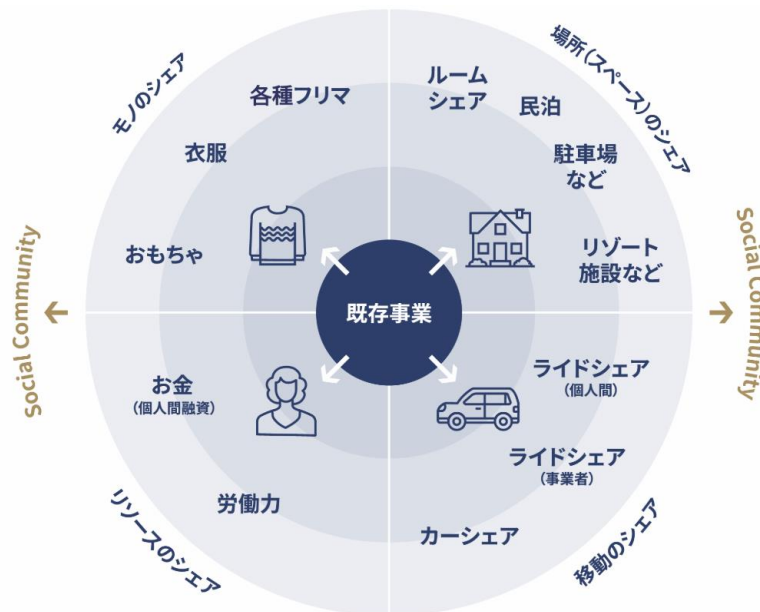 モノのシェア
各種フリマ
衣服
おもちゃ
場所(スペース)のシェア
ルーム
シェア
民泊
駐車場
など
リゾート
施設など
Social Community
既存事業
Social Community
お金
(個人間融資)
労働力
リソースのシェア
ライドシェア
(個人間)
ライドシェア
(事業者)
カーシェア
移動のシェア